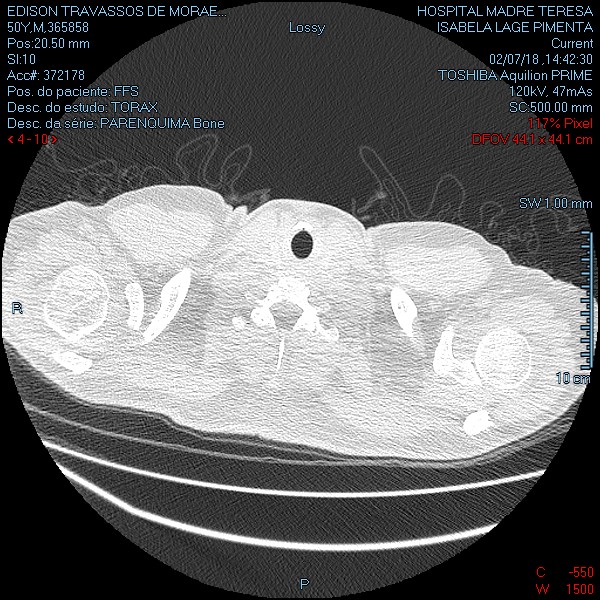 EDISON TRAVASSOS DE MORAE...
50Y,M,365858
Pos:20.50 mm
SI:10
Acc#: 372178
Pos. do paciente: FFS
Desc. do estudo: TORAX
Desc. da série: PARENQUIMA Bone
< 4 - 10 >
Lossy
HOSPITAL MADRE TERESA
ISABELA LAGE PIMENTA
Current
02/07/18 ,14:42:30
TOSHIBA Aquilion PRIME
120kV, 47mAs
SC:500.00 mm
117% Pixel
DFOV 44.1 x 44.1 cm
SW:1.00 mm
R
10 cm
P
C -550
W 1500